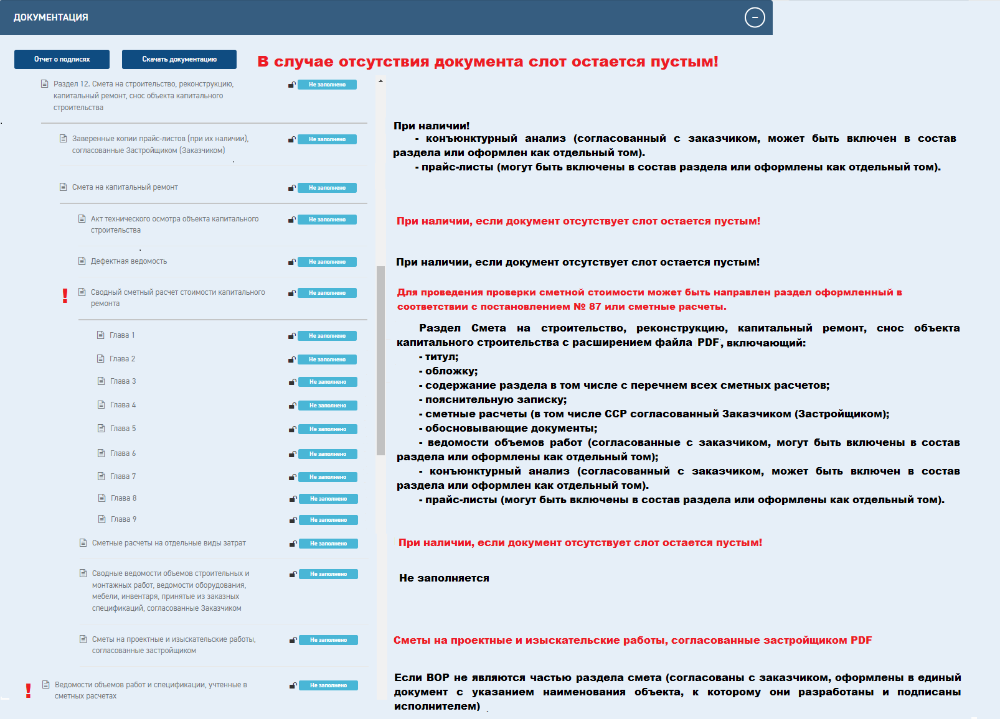 ДОКУМЕНТАЦИЯ
Отчет о подписях
Скачать документацию
В случае отсутствия документа слот остается пустым!
Раздел 12. Смета на строительство, реконструкцию,
капитальный ремонт, снос объекта капитального
строительства
Не заполнено
При наличии!
Заверенные копии прайс-листов (при их наличии),
согласованные Застройщиком (Заказчиком)
Не заполнено
- конъюнктурный анализ (согласованный с заказчиком, может быть включен в состав
раздела или оформлен как отдельный том).
- прайс-листы (могут быть включены в состав раздела или оформлены как отдельный том).
Смета на капитальный ремонт
Не заполнено
Акт технического осмотра объекта капитального
строительства
Не заполнено
При наличии, если документ отсутствует слот остается пустым!
Дефектная ведомость
Не заполнено
При наличии, если документ отсутствует слот остается пустым!
! Сводный сметный расчет стоимости капитального
ремонта
Не заполнено
Для проведения проверки сметной стоимости может быть направлен раздел оформленный в
соответствии с постановлением № 87 или сметные расчеты.
Глава 1
Не заполнено
Глава 2
Не заполнено
Глава 3
Не заполнено
Глава 4
Не заполнено
Глава 5
Не заполнено
Глава 6
Не заполнено
Глава 7
Не заполнено
Глава 8
Не заполнено
Глава 9
Не заполнено
Раздел Смета на строительство, реконструкцию, капитальный ремонт, снос объекта
капитального строительства с расширением файла PDF, включающий:
- титул;
- обложку;
- содержание раздела в том числе с перечнем всех сметных расчетов;
- пояснительную записку;
- сметные расчеты (в том числе ССР согласованный Заказчиком (Застройщиком);
- обосновывающие документы;
- ведомости объемов работ (согласованные с заказчиком, могут быть включены в состав
раздела или оформлены как отдельный том);
- конъюнктурный анализ (согласованный с заказчиком, может быть включен в состав
раздела или оформлен как отдельный том).
- прайс-листы (могут быть включены в состав раздела или оформлены как отдельный том).
Сметные расчеты на отдельные виды затрат
Не заполнено
При наличии, если документ отсутствует слот остается пустым!
Сводные ведомости объемов строительных и
монтажных работ, ведомости оборудования,
мебели, инвентаря, принятые из заказных
спецификаций, согласованные Заказчиком
Не заполнено
Не заполняется
Сметы на проектные и изыскательские работы,
согласованные застройщиком
Не заполнено
Сметы на проектные и изыскательские работы, согласованные застройщиком PDF
! Ведомости объемов работ и спецификации, учтенные в
сметных расчетах
Не заполнено
Если ВОР не являются частью раздела смета (согласованы с заказчиком, оформлены в единый
документ с указанием наименования объекта, к которому они разработаны и подписаны
исполнителем)